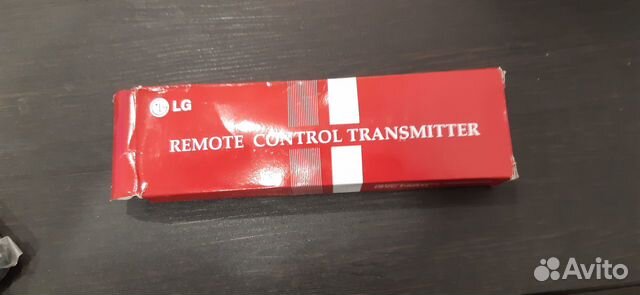 LG
REMOTE CONTROL TRANSMITTER
Avito